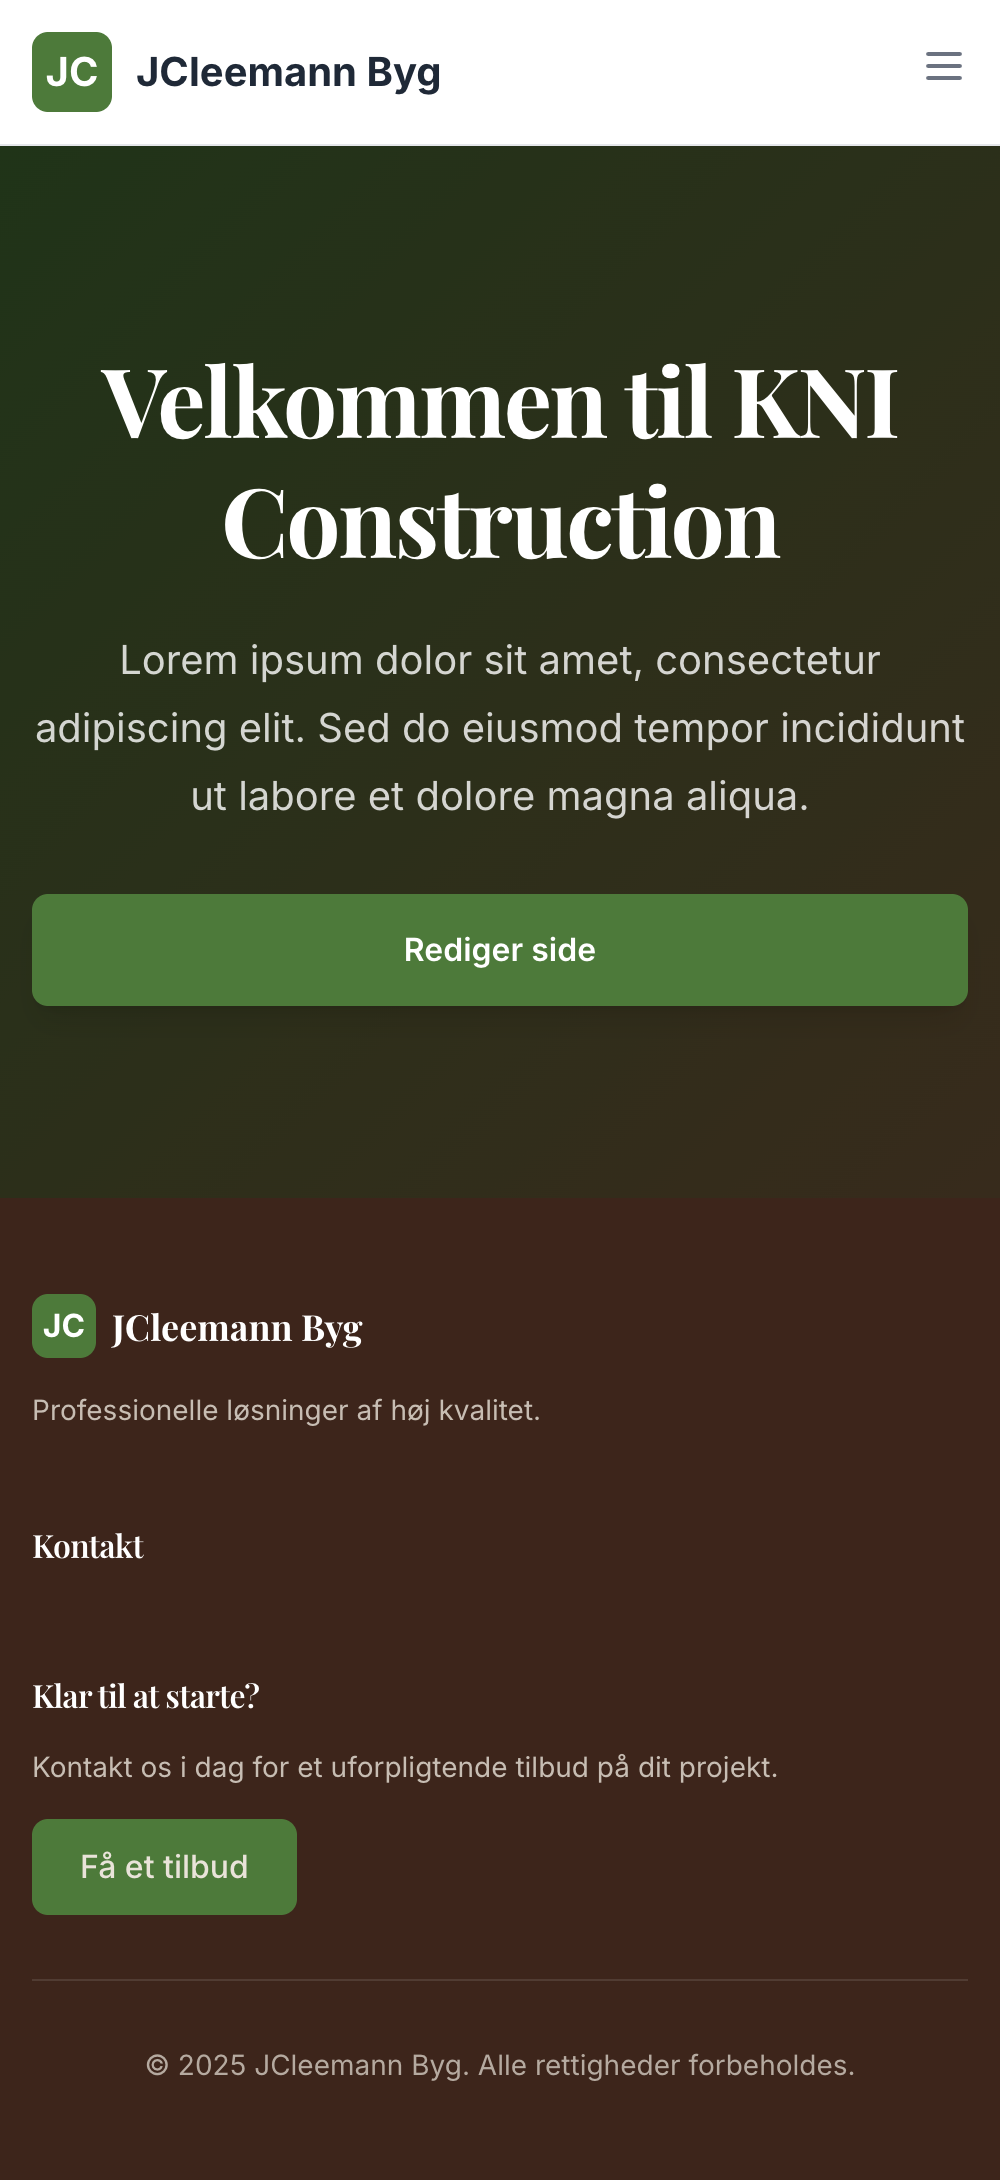 JC JCleemann Byg
Velkommen til KNI
Construction
Lorem ipsum dolor sit amet, consectetur
adipiscing elit. Sed do eiusmod tempor incididunt
ut labore et dolore magna aliqua.
Rediger side
JC JCleemann Byg
Professionelle løsninger af høj kvalitet.
Kontakt
Klar til at starte?
Kontakt os i dag for et uforpligtende tilbud på dit projekt.
Få et tilbud
© 2025 JCleemann Byg. Alle rettigheder forbeholdes.